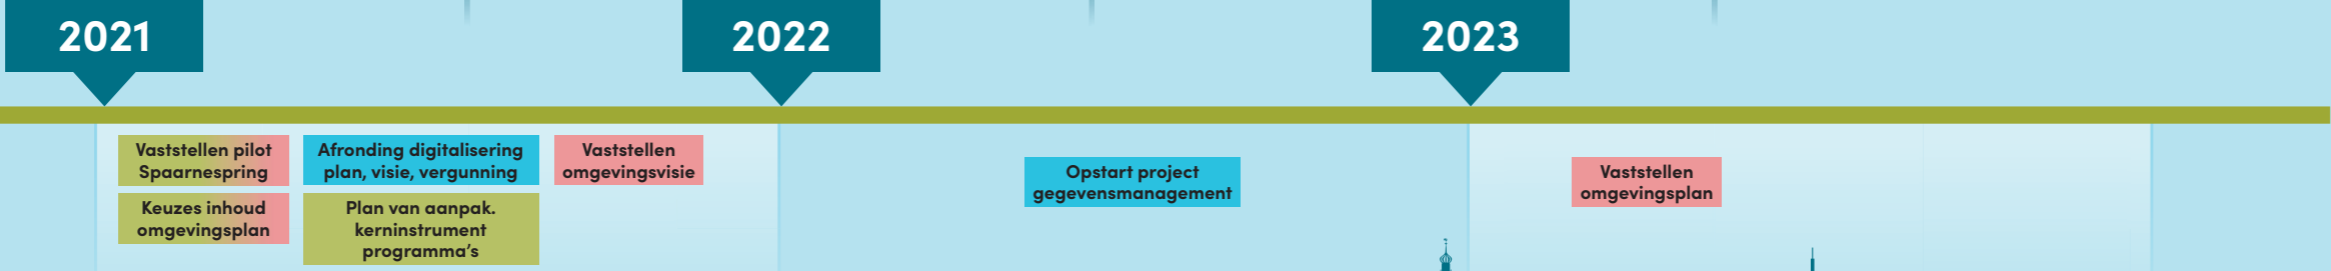 2021
2022
2023
Vaststellen pilot
Spaarnespring
Keuzes inhoud
omgevingsplan
Afronding digitalisering
plan, visie, vergunning
Plan van aanpak.
kerninstrument
programma's
Vaststellen
omgevingsvisie
Opstart project
gegevensmanagement
Vaststellen
omgevingsplan